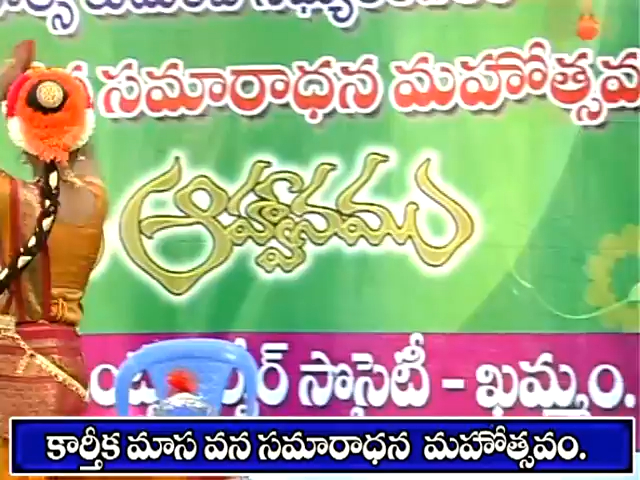 సమారాధన మహోత్సవ
ఆహ్వానము
సొసైటీ - ఖమ్మం.
కార్తీక మాస వన సమారాధన మహోత్సవం.